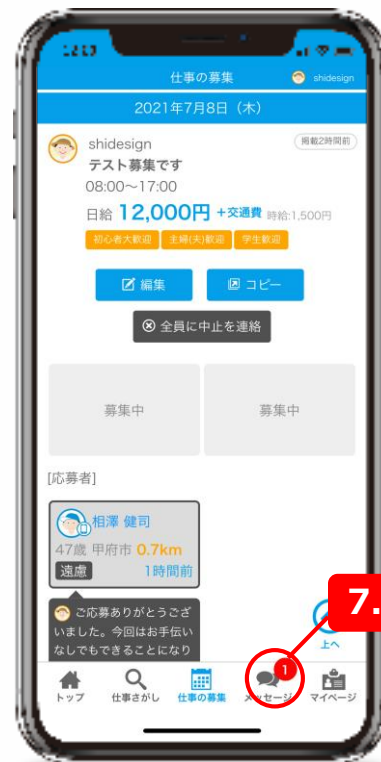 12:13
仕事の募集
shidesign
2021年7月8日（木）
shidesign
掲載2時間前
テスト募集です
08:00〜17:00
日給 12,000円 +交通費 時給:1,500円
初心者大歓迎 主婦(夫)歓迎 学生歓迎
編集 コピー
全員に中止を連絡
募集中 募集中
[応募者]
相澤 健司
47歳 甲府市 0.7km
遠慮 1時間前
ご応募ありがとうござ
いました。今回はお手伝い
なしでもできることになり
7.
上へ
1
トップ 仕事さがし 仕事の募集 メッセージ マイページ